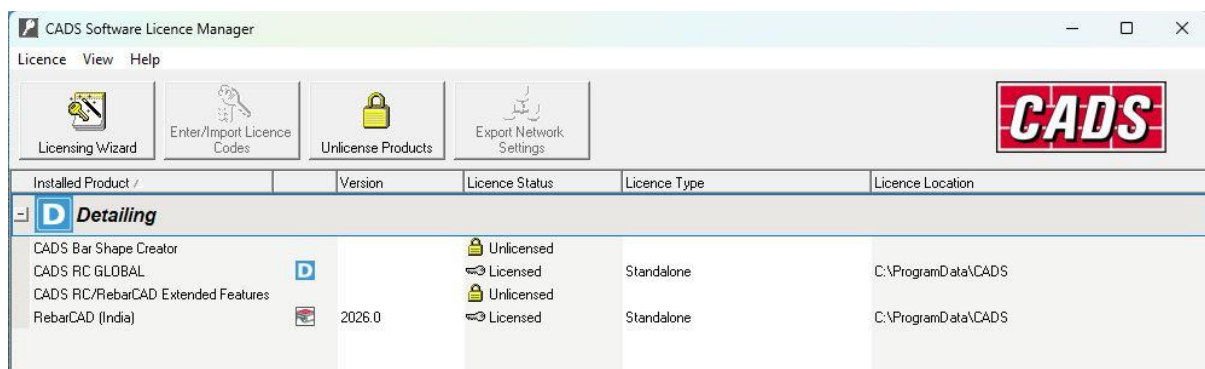 CADS Software Licence Manager
Licence View Help
Licensing Wizard
Enter/Import Licence
Codes
Unlicense Products
Export Network
Settings
CADS
Installed Product / Version Licence Status Licence Type Licence Location
D Detailing
CADS Bar Shape Creator Unlicensed
CADS RC GLOBAL D Licensed Standalone C:\ProgramData\CADS
CADS RC/RebarCAD Extended Features Unlicensed
RebarCAD (India) 2026.0 Licensed Standalone C:\ProgramData\CADS